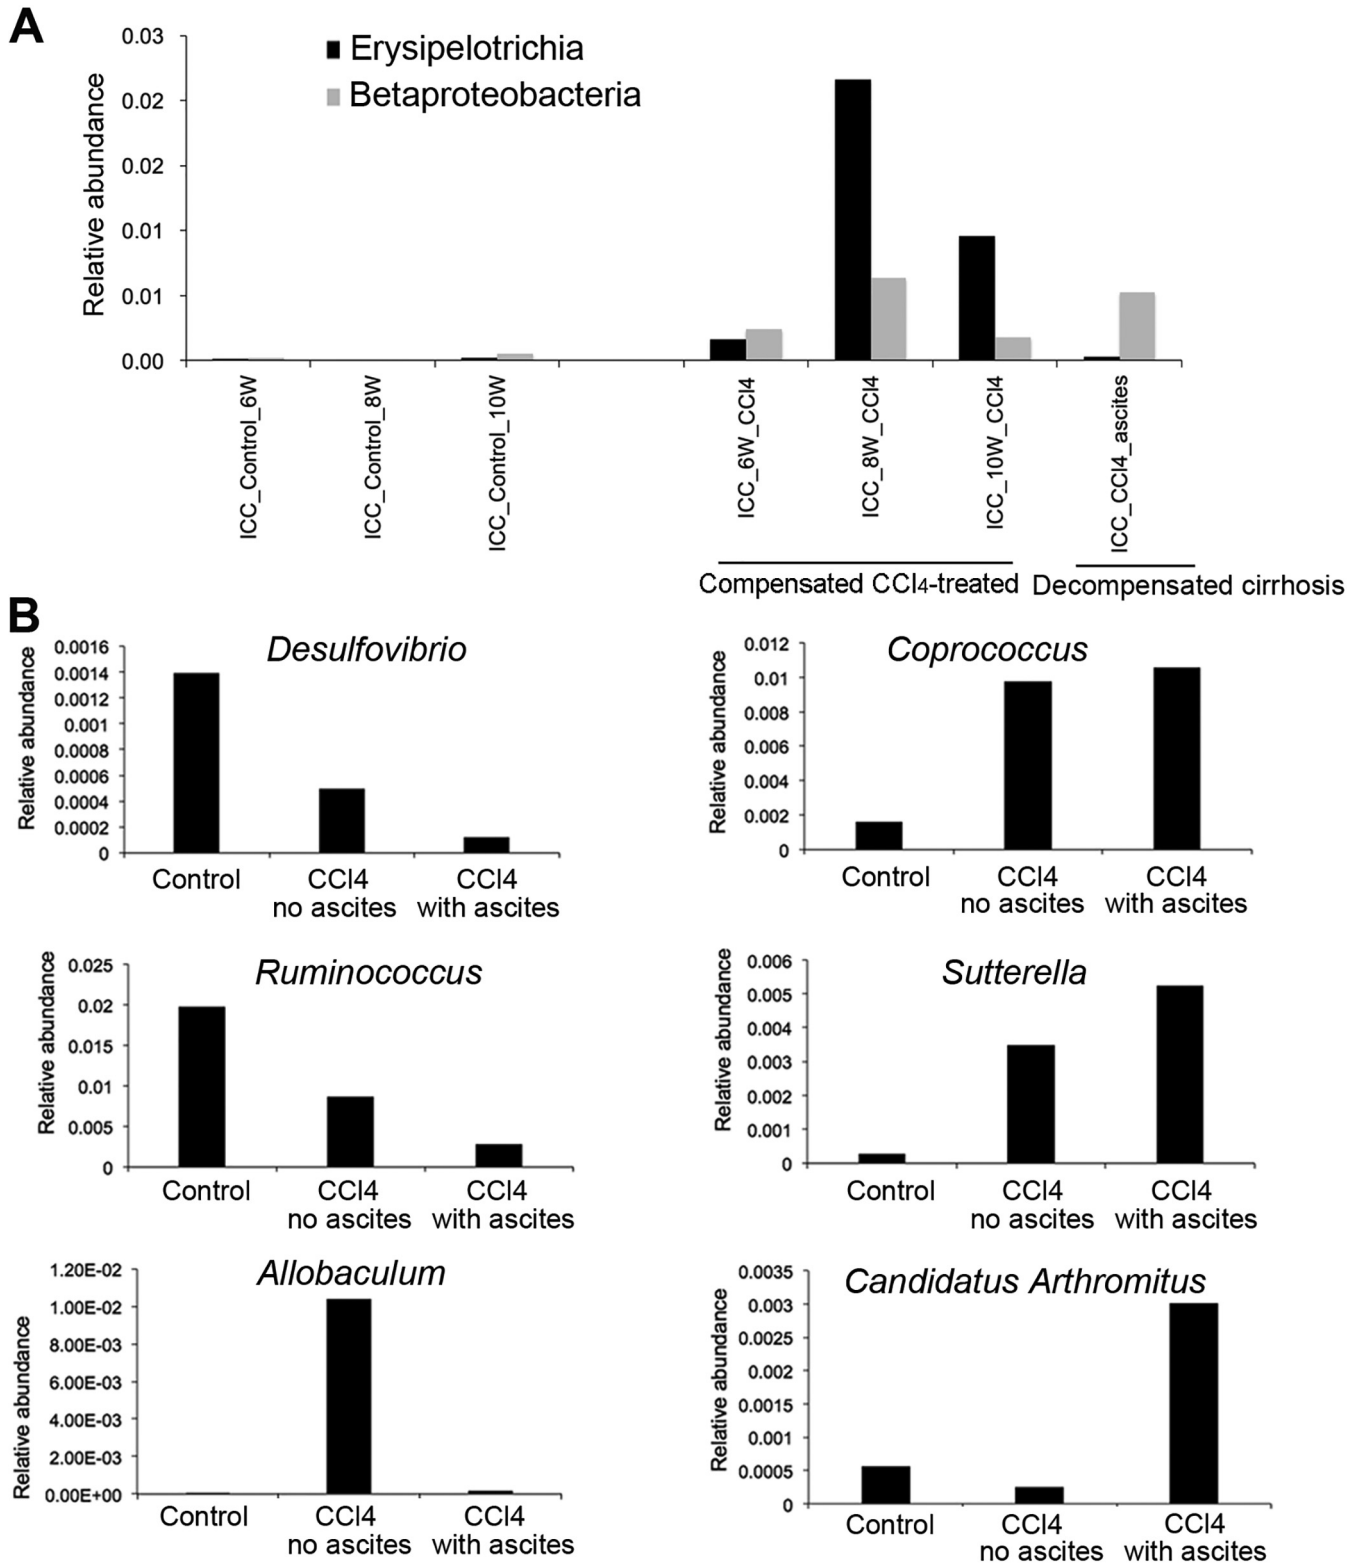 A
Relative abundance
0.03
0.02
0.02
0.01
0.01
0.00
Erysipelotrichia
Betaproteobacteria
ICC_Control_6W
ICC_Control_8W
ICC_Control_10W
ICC_6W_CCl4
ICC_8W_CCl4
ICC_10W_CCl4
ICC_CCl4_ascites
Compensated CCl4-treated
Decompensated cirrhosis
B
Desulfovibrio
Relative abundance
0.0016
0.0014
0.0012
0.001
0.0008
0.0006
0.0004
0.0002
0
Control
CCl4
no ascites
CCl4
with ascites
Coprococcus
Relative abundance
0.012
0.01
0.008
0.006
0.004
0.002
0
Control
CCl4
no ascites
CCl4
with ascites
Ruminococcus
Relative abundance
0.025
0.02
0.015
0.01
0.005
0
Control
CCl4
no ascites
CCl4
with ascites
Sutterella
Relative abundance
0.006
0.005
0.004
0.003
0.002
0.001
0
Control
CCl4
no ascites
CCl4
with ascites
Allobaculum
Relative abundance
1.20E-02
1.00E-02
8.00E-03
6.00E-03
4.00E-03
2.00E-03
0.00E+00
Control
CCl4
no ascites
CCl4
with ascites
Candidatus Arthromitus
Relative abundance
0.0035
0.003
0.0025
0.002
0.0015
0.001
0.0005
0
Control
CCl4
no ascites
CCl4
with ascites